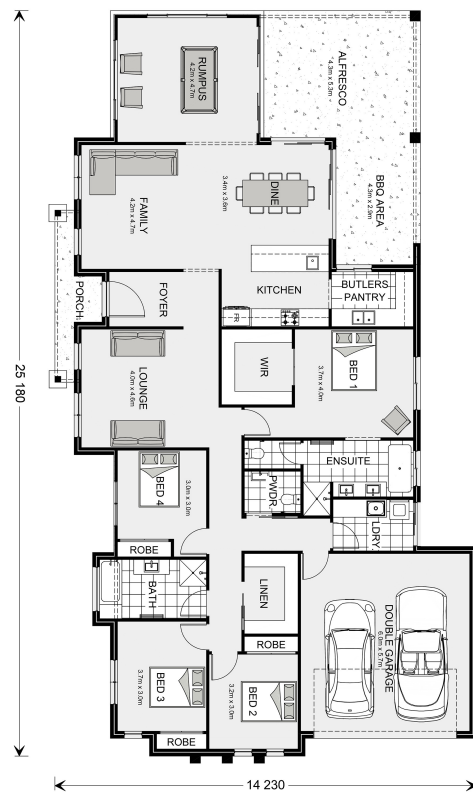 RUMPUS
4.2m x 4.7m
ALFRESCO
4.3m x 5.3m
BBQ AREA
4.3m x 2.9m
DINE
3.4m x 3.6m
FAMILY
4.2m x 4.7m
KITCHEN
BUTLERS
PANTRY
FR
PORCH
FOYER
LOUNGE
4.0m x 4.6m
WIR
BED 1
3.7m x 4.0m
ENSUITE
PWDR
BED 4
3.0m x 3.0m
ROBE
LDRY
BATH
LINEN
ROBE
DOUBLE GARAGE
6.0m x 5.7m
BED 3
3.7m x 3.0m
BED 2
3.2m x 3.0m
ROBE
25 180
14 230